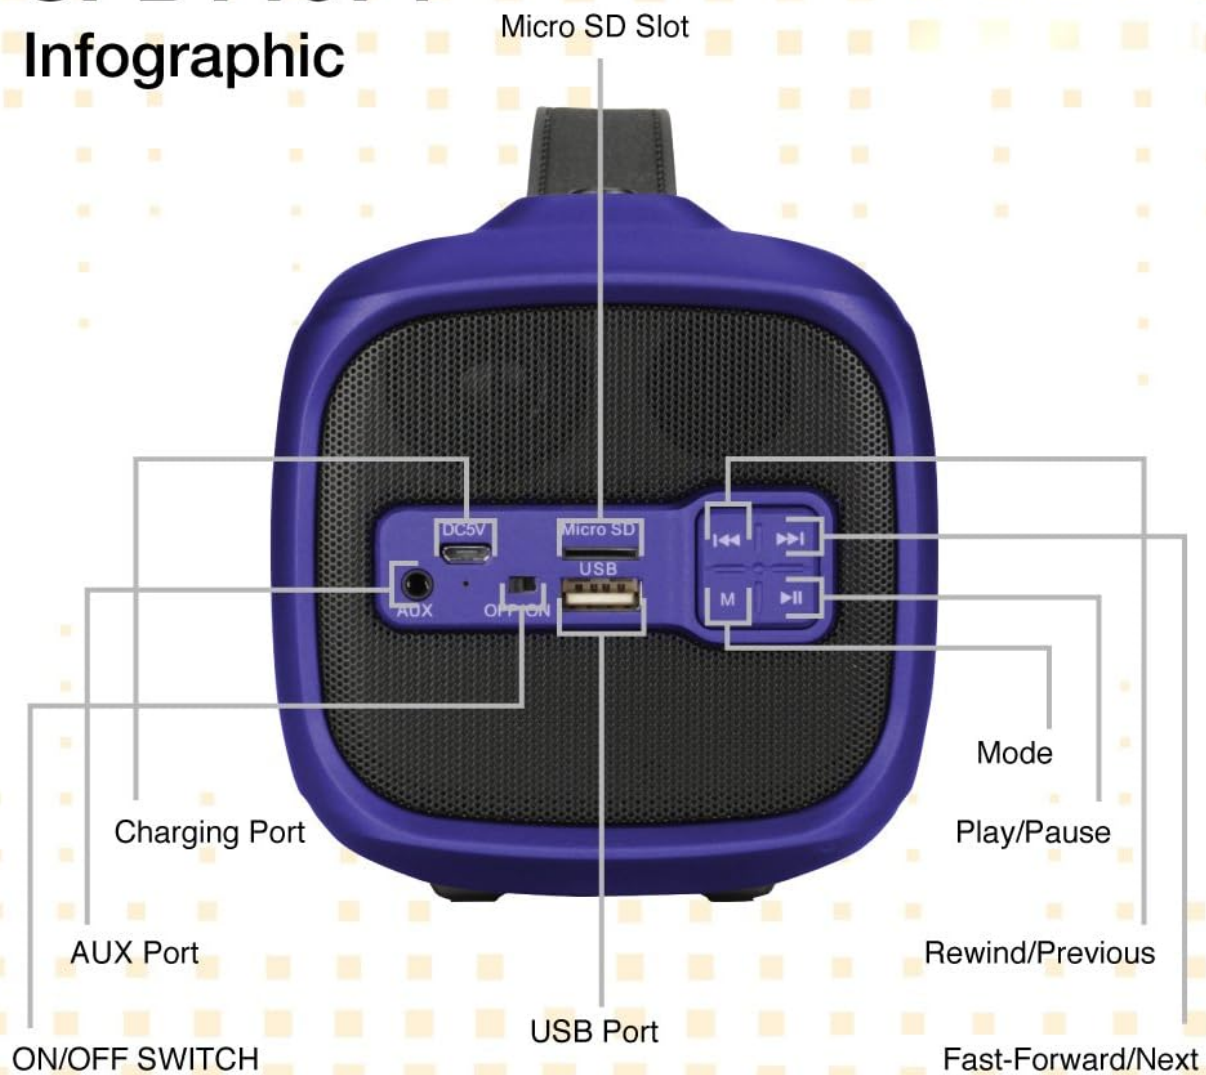 Infographic
Micro SD Slot
DC5V
Micro SD
USB
AUX
OFF/ON
M
Mode
Charging Port
Play/Pause
AUX Port
Rewind/Previous
USB Port
ON/OFF SWITCH
Fast-Forward/Next